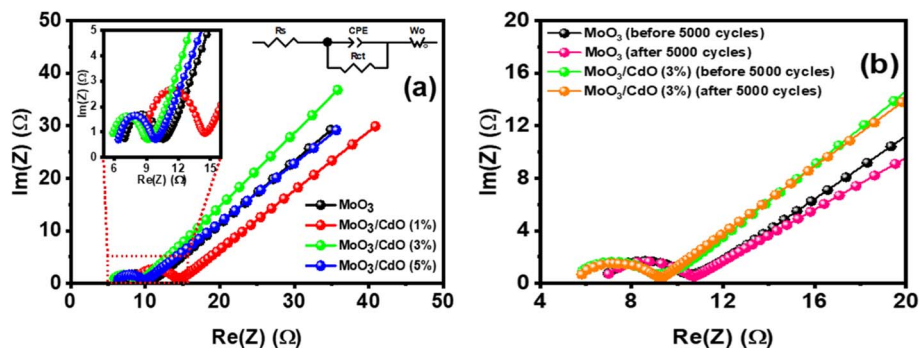 (a)
Rs
CPE
Wo
Rct
Im(Z) (Ω)
40
30
20
10
0
0 10 20 30 40 50
Re(Z) (Ω)
Im(Z) (Ω)
5
4
3
2
1
0
6 9 12 15
Re(Z) (Ω)
MoO₃
MoO₃/CdO (1%)
MoO₃/CdO (3%)
MoO₃/CdO (5%)
(b)
MoO₃ (before 5000 cycles)
MoO₃ (after 5000 cycles)
MoO₃/CdO (3%) (before 5000 cycles)
MoO₃/CdO (3%) (after 5000 cycles)
Im(Z) (Ω)
20
16
12
8
4
0
4 8 12 16 20
Re(Z) (Ω)